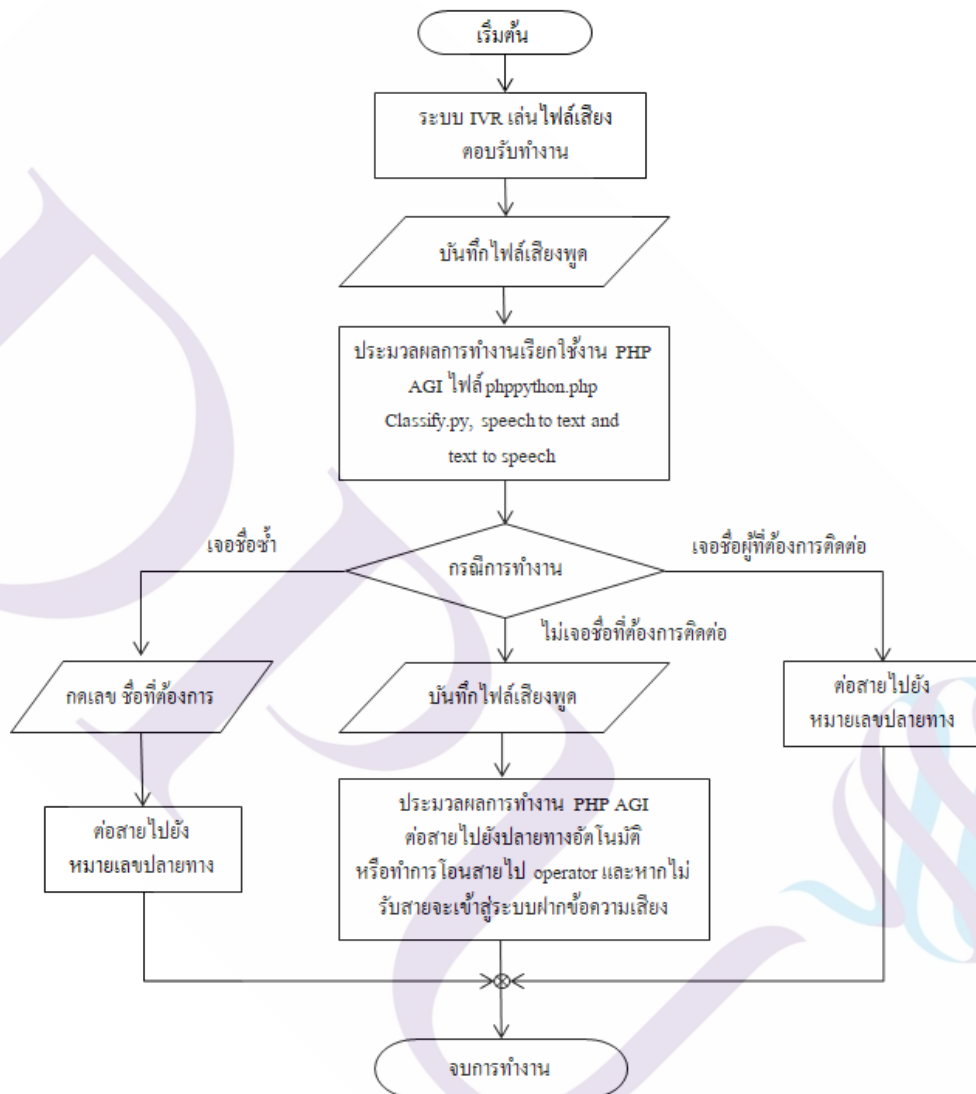 เริ่มต้น
ระบบ IVR เล่นไฟล์เสียง
ตอบรับทำงาน
บันทึกไฟล์เสียงพูด
ประมวลผลการทำงานเรียกใช้งาน PHP
AGI ไฟล์ phppython.php
Classify.py, speech to text and
text to speech
กรณีการทำงาน
เจอชื่อซ้ำ
เจอชื่อผู้ที่ต้องการติดต่อ
ไม่เจอชื่อที่ต้องการติดต่อ
กดเลข ชื่อที่ต้องการ
ต่อสายไปยัง
หมายเลขปลายทาง
บันทึกไฟล์เสียงพูด
ประมวลผลการทำงาน PHP AGI
ต่อสายไปยังปลายทางอัตโนมัติ
หรือทำการโอนสายไป operator และหากไม่
รับสายจะเข้าสู่ระบบฝากข้อความเสียง
ต่อสายไปยัง
หมายเลขปลายทาง
จบการทำงาน